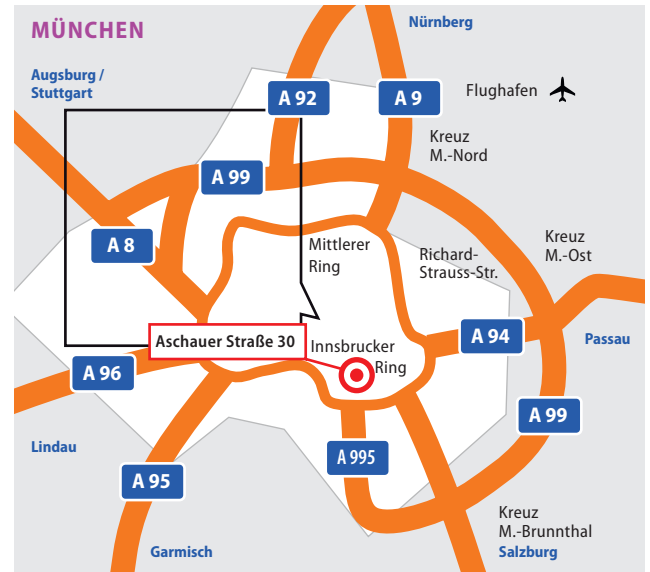 MÜNCHEN
Nürnberg
Augsburg /
Stuttgart
A 92
A 9
Flughafen
Kreuz
M.-Nord
A 99
A 8
Mittlerer
Ring
Richard-
Strauss-Str.
Kreuz
M.-Ost
Aschauer Straße 30
Innsbrucker
Ring
A 94
Passau
A 96
A 99
Lindau
A 995
A 95
Kreuz
M.-Brunnthal
Garmisch
Salzburg